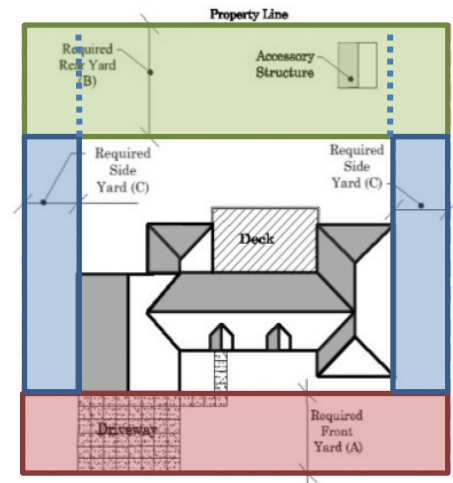 Property Line
Required
Rear Yard
(B)
Accessory
Structure
Required
Side
Yard (C)
Required
Side
Yard (C)
Deck
Driveway
Required
Front
Yard (A)